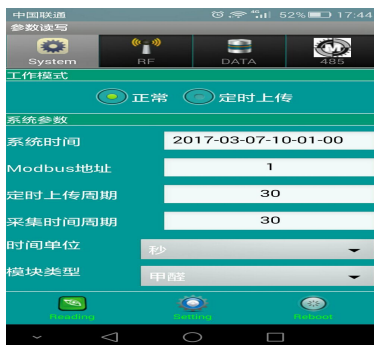 中国联通 4G 52% 17:44
参数读写
System RF DATA 485
工作模式
正常 定时上传
系统参数
系统时间 2017-03-07-10-01-00
Modbus地址 1
定时上传周期 30
采集时间周期 30
时间单位 秒
模块类型 甲醛
Reading Setting Reboot